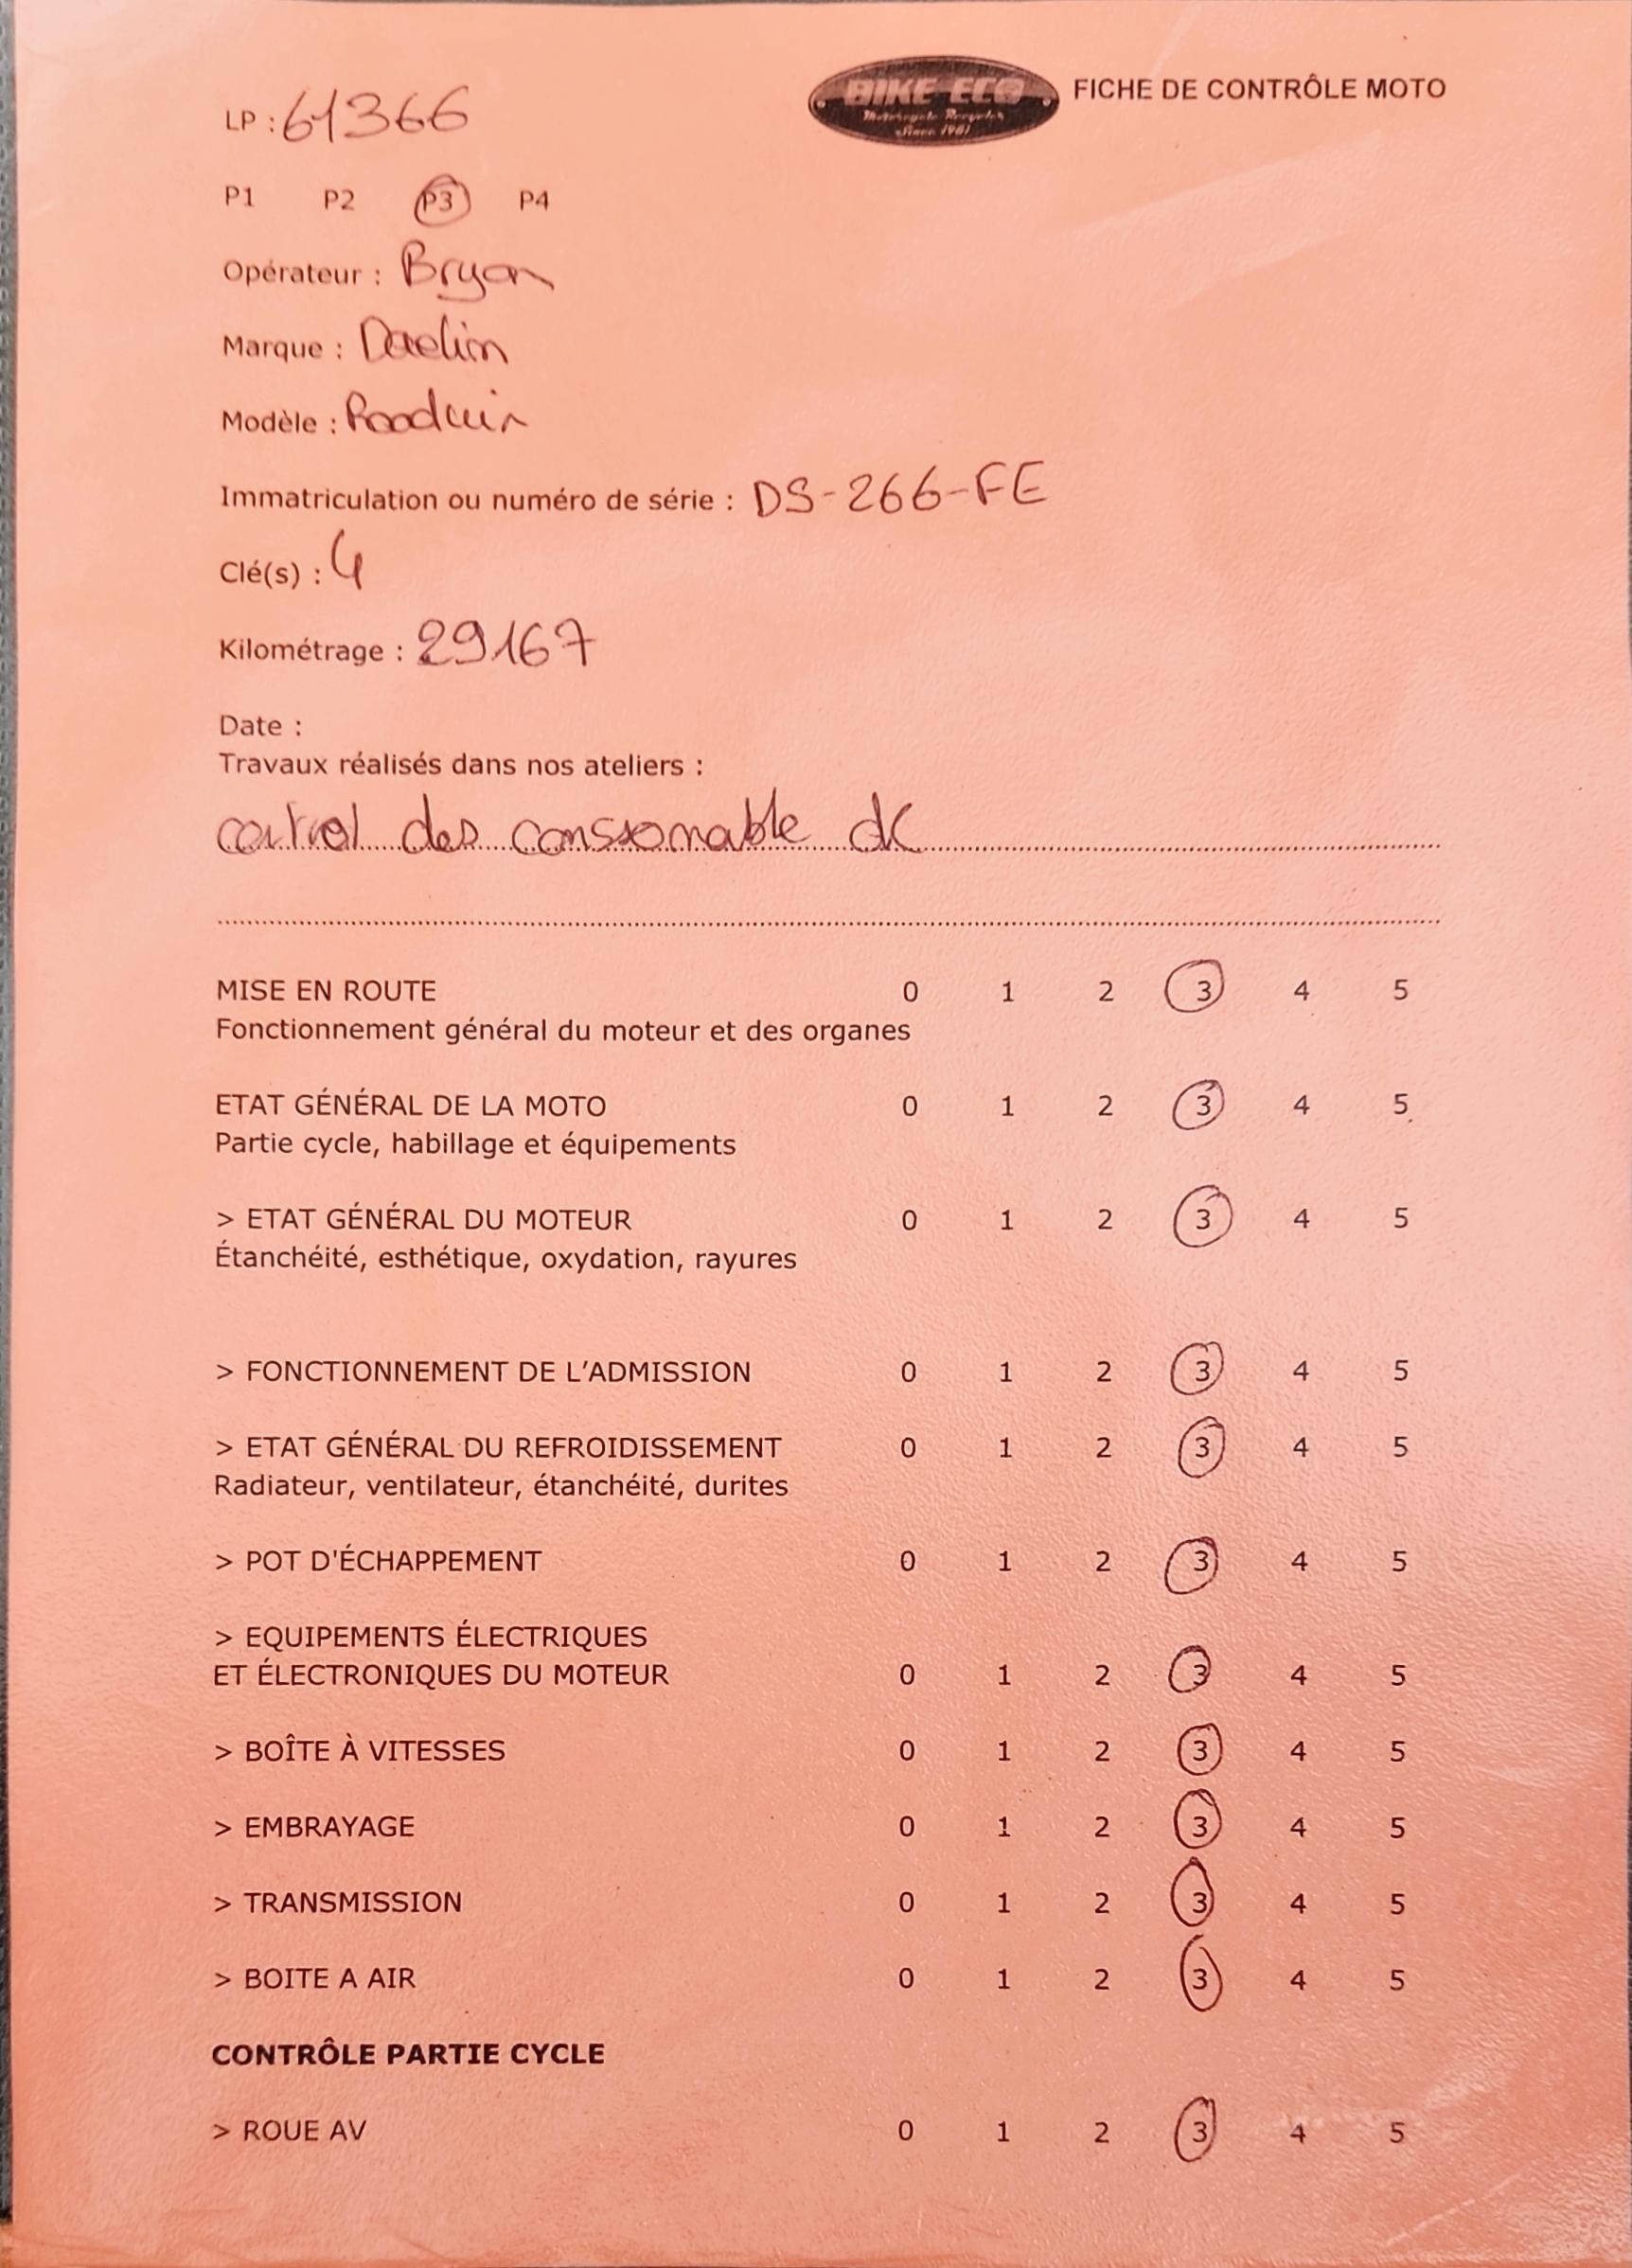 BIKE-ECO
Motorcycle Recycler
Since 1981
FICHE DE CONTRÔLE MOTO
LP : 61366
P1 P2 P3 P4
Opérateur : Bryan
Marque : Daelim
Modèle : Roadwin
Immatriculation ou numéro de série : DS-266-FE
Clé(s) : 4
Kilométrage : 29167
Date :
Travaux réalisés dans nos ateliers :
control des conssomable
MISE EN ROUTE 0 1 2 3 4 5
Fonctionnement général du moteur et des organes
ETAT GÉNÉRAL DE LA MOTO 0 1 2 3 4 5
Partie cycle, habillage et équipements
> ETAT GÉNÉRAL DU MOTEUR 0 1 2 3 4 5
Étanchéité, esthétique, oxydation, rayures
> FONCTIONNEMENT DE L'ADMISSION 0 1 2 3 4 5
> ETAT GÉNÉRAL DU REFROIDISSEMENT 0 1 2 3 4 5
Radiateur, ventilateur, étanchéité, durites
> POT D'ÉCHAPPEMENT 0 1 2 3 4 5
> EQUIPEMENTS ÉLECTRIQUES
ET ÉLECTRONIQUES DU MOTEUR 0 1 2 3 4 5
> BOÎTE À VITESSES 0 1 2 3 4 5
> EMBRAYAGE 0 1 2 3 4 5
> TRANSMISSION 0 1 2 3 4 5
> BOITE A AIR 0 1 2 3 4 5
CONTRÔLE PARTIE CYCLE
> ROUE AV 0 1 2 3 4 5